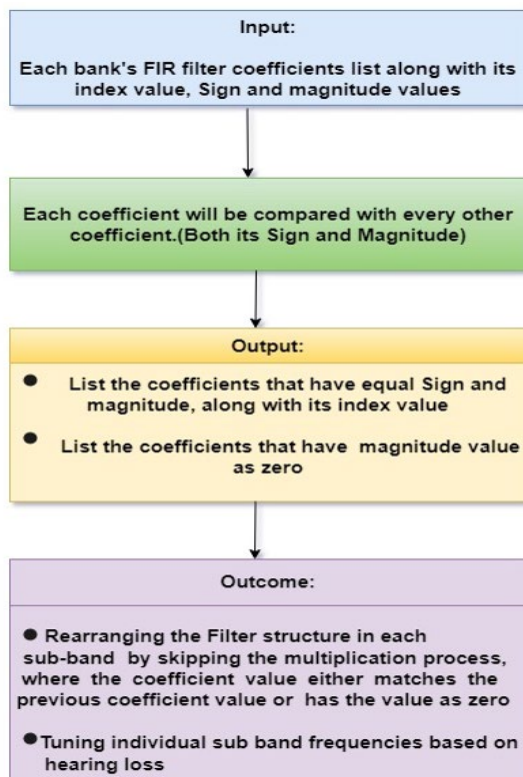 Input:
Each bank's FIR filter coefficients list along with its
index value, Sign and magnitude values
Each coefficient will be compared with every other
coefficient.(Both its Sign and Magnitude)
Output:
● List the coefficients that have equal Sign and
magnitude, along with its index value
● List the coefficients that have magnitude value
as zero
Outcome:
● Rearranging the Filter structure in each
sub-band by skipping the multiplication process,
where the coefficient value either matches the
previous coefficient value or has the value as zero
●Tuning individual sub band frequencies based on
hearing loss